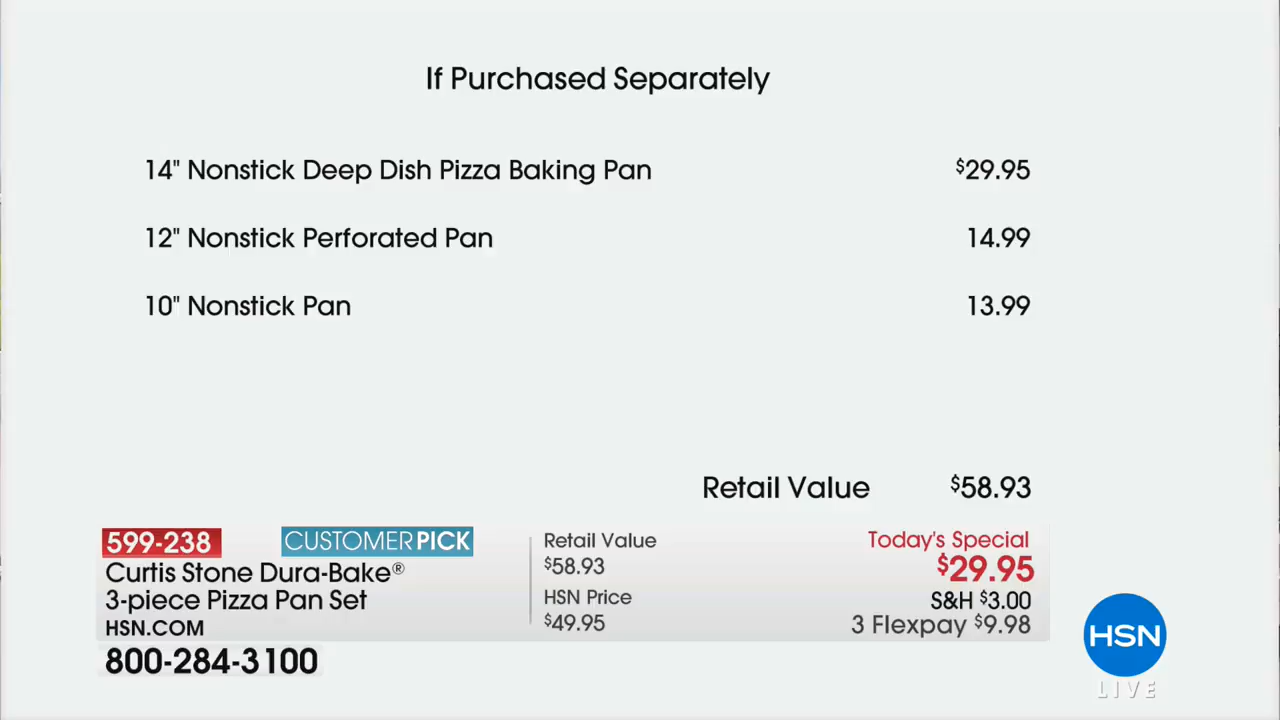 If Purchased Separately
14" Nonstick Deep Dish Pizza Baking Pan $29.95
12" Nonstick Perforated Pan 14.99
10" Nonstick Pan 13.99
Retail Value $58.93
599-238 CUSTOMERPICK
Curtis Stone Dura-Bake®
3-piece Pizza Pan Set
HSN.COM
800-284-3100
Retail Value
$58.93
HSN Price
$49.95
Today's Special
$29.95
S&H $3.00
3 Flexpay $9.98
HSN
LIVE